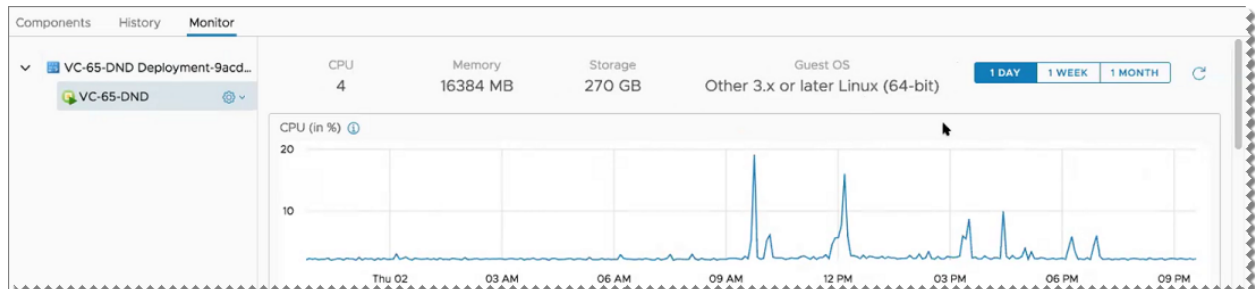 Components History Monitor
VC-65-DND Deployment-9acd...
VC-65-DND
CPU Memory Storage Guest OS
4 16384 MB 270 GB Other 3.x or later Linux (64-bit)
1 DAY 1 WEEK 1 MONTH
CPU (in %)
20
10
Thu 02 03 AM 06 AM 09 AM 12 PM 03 PM 06 PM 09 PM